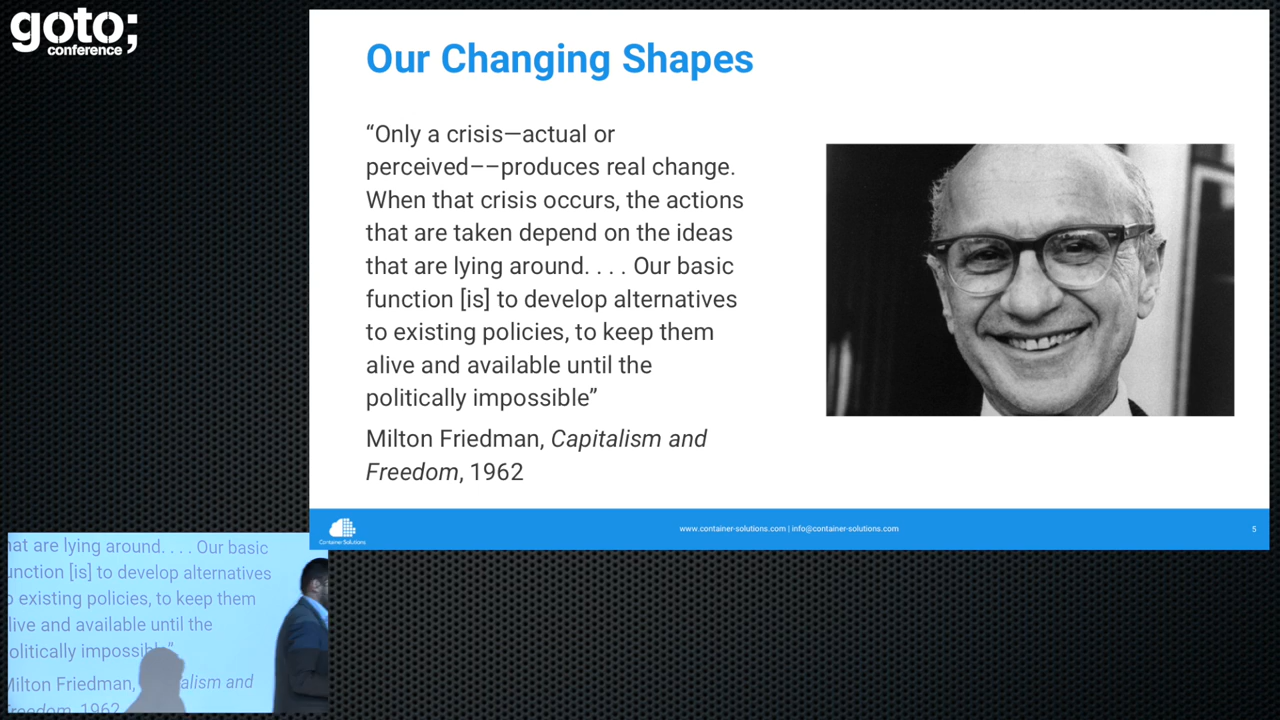 goto;
conference
Our Changing Shapes
“Only a crisis—actual or
perceived––produces real change.
When that crisis occurs, the actions
that are taken depend on the ideas
that are lying around. . . . Our basic
function [is] to develop alternatives
to existing policies, to keep them
alive and available until the
politically impossible”
Milton Friedman, Capitalism and
Freedom, 1962
Container Solutions
www.container-solutions.com | info@container-solutions.com
5
hat are lying around. . . . Our basic
unction [is] to develop alternatives
o existing policies, to keep them
live and available until the
olitically impossible”
Milton Friedman, alism and
reedom, 1962